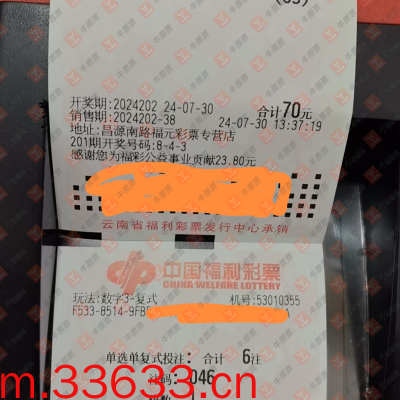 开奖期:2024202 24-07-30 合计70元
销售期:2024202-38 24-07-30 13:37:19
地址:昌源南路福元彩票专营店
201期开奖号码:8-4-3
感谢您为福彩公益事业贡献23.80元
云南省福利彩票发行中心承销
中国福利彩票
CHINA WELFARE LOTTERY
玩法:数字3-复式 机号:53010355
F533-8514-9FB
单选单复式投注: 合计 6注
注码: 046
m.33633.cn